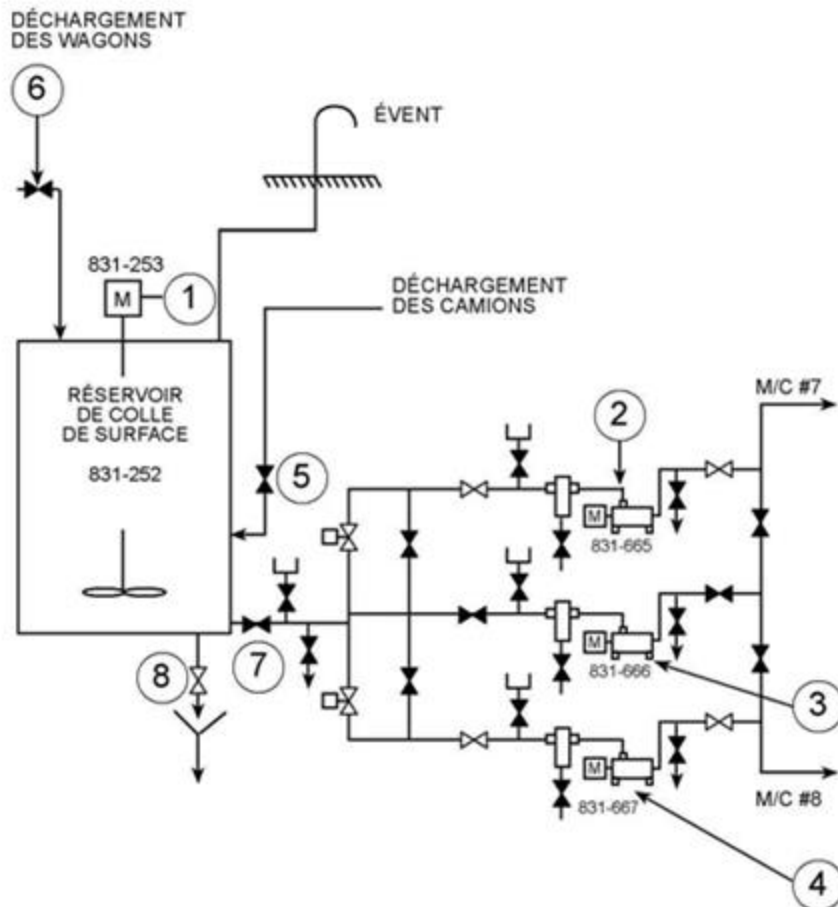 DÉCHARGEMENT
DES WAGONS
6
ÉVENT
831-253
M
1
DÉCHARGEMENT
DES CAMIONS
RÉSERVOIR
DE COLLE
DE SURFACE
831-252
M/C #7
2
5
M
831-665
7
8
M
831-666
3
M
831-667
M/C #8
4